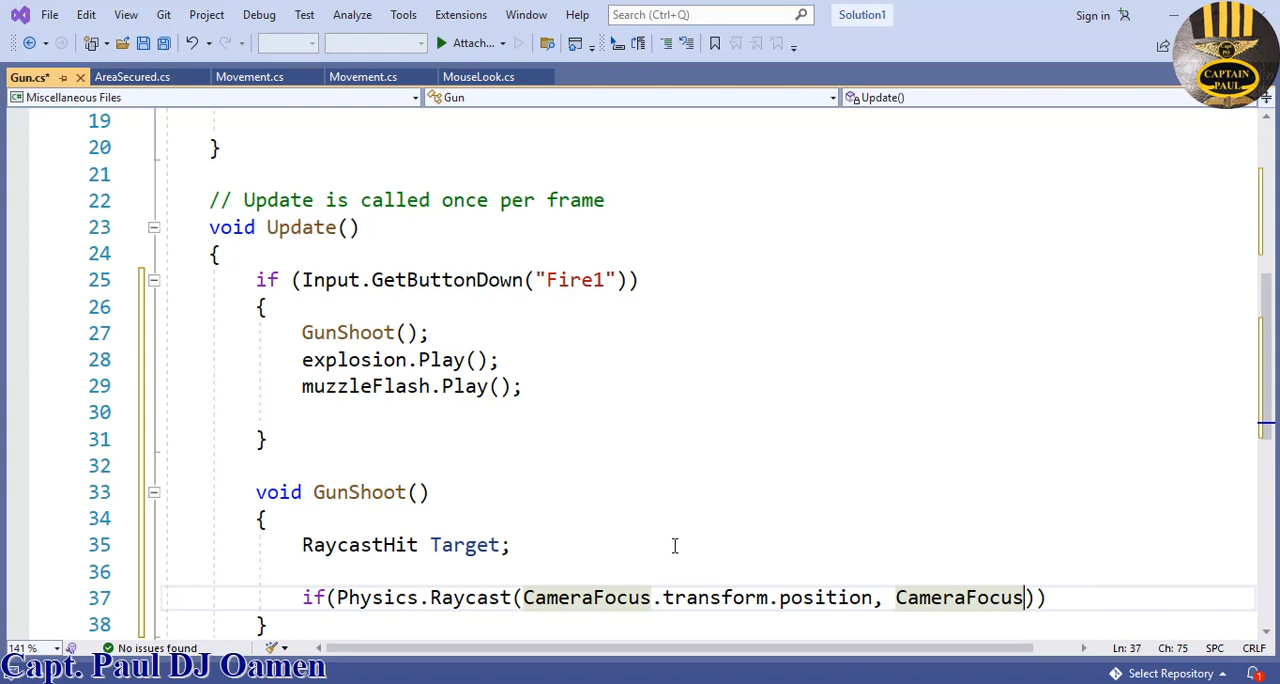 File Edit View Git Project Debug Test Analyze Tools Extensions Window Help Search (Ctrl+Q) Solution1 Sign in
Attach...
Gun.cs* AreaSecured.cs Movement.cs Movement.cs MouseLook.cs
Miscellaneous Files Gun Update()
CAPTAIN
PAUL
19
20 }
21
22 // Update is called once per frame
23 void Update()
24 {
25 if (Input.GetButtonDown("Fire1"))
26 {
27 GunShoot();
28 explosion.Play();
29 muzzleFlash.Play();
30
31 }
32
33 void GunShoot()
34 {
35 RaycastHit Target;
36
37 if(Physics.Raycast(CameraFocus.transform.position, CameraFocus))
38 }
141 % No issues found Ln: 37 Ch: 75 SPC CRLF
Capt. Paul DJ Oamen
Select Repository 1